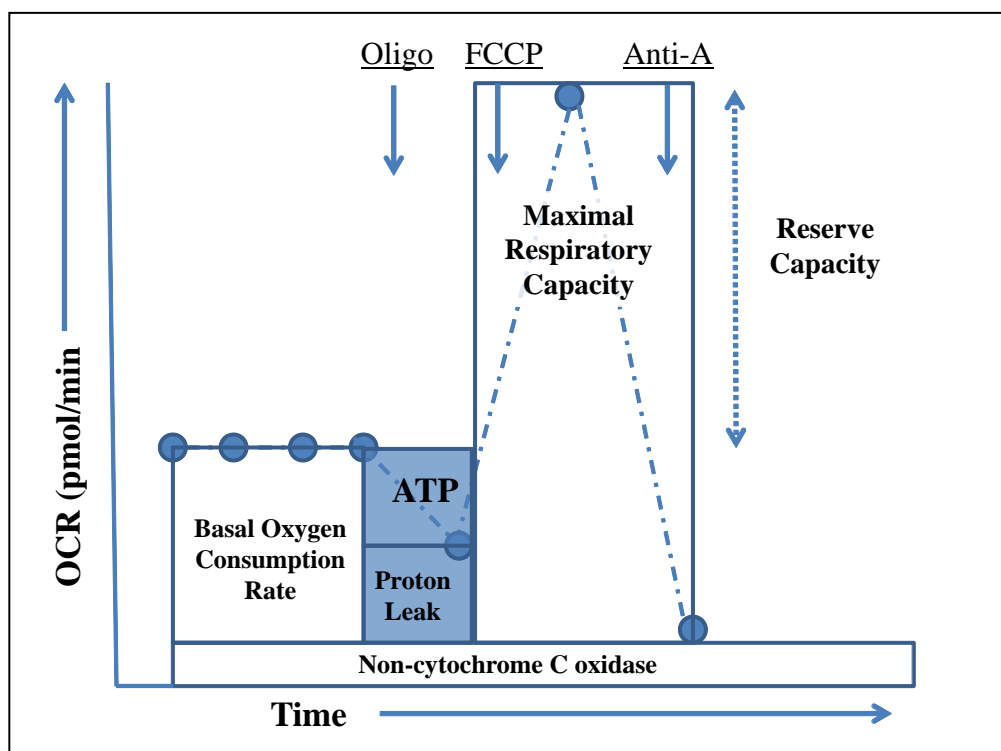 Oligo FCCP Anti-A
Maximal
Respiratory
Capacity
Reserve
Capacity
OCR (pmol/min
ATP
Basal Oxygen
Consumption
Rate
Proton
Leak
Non-cytochrome C oxidase
Time